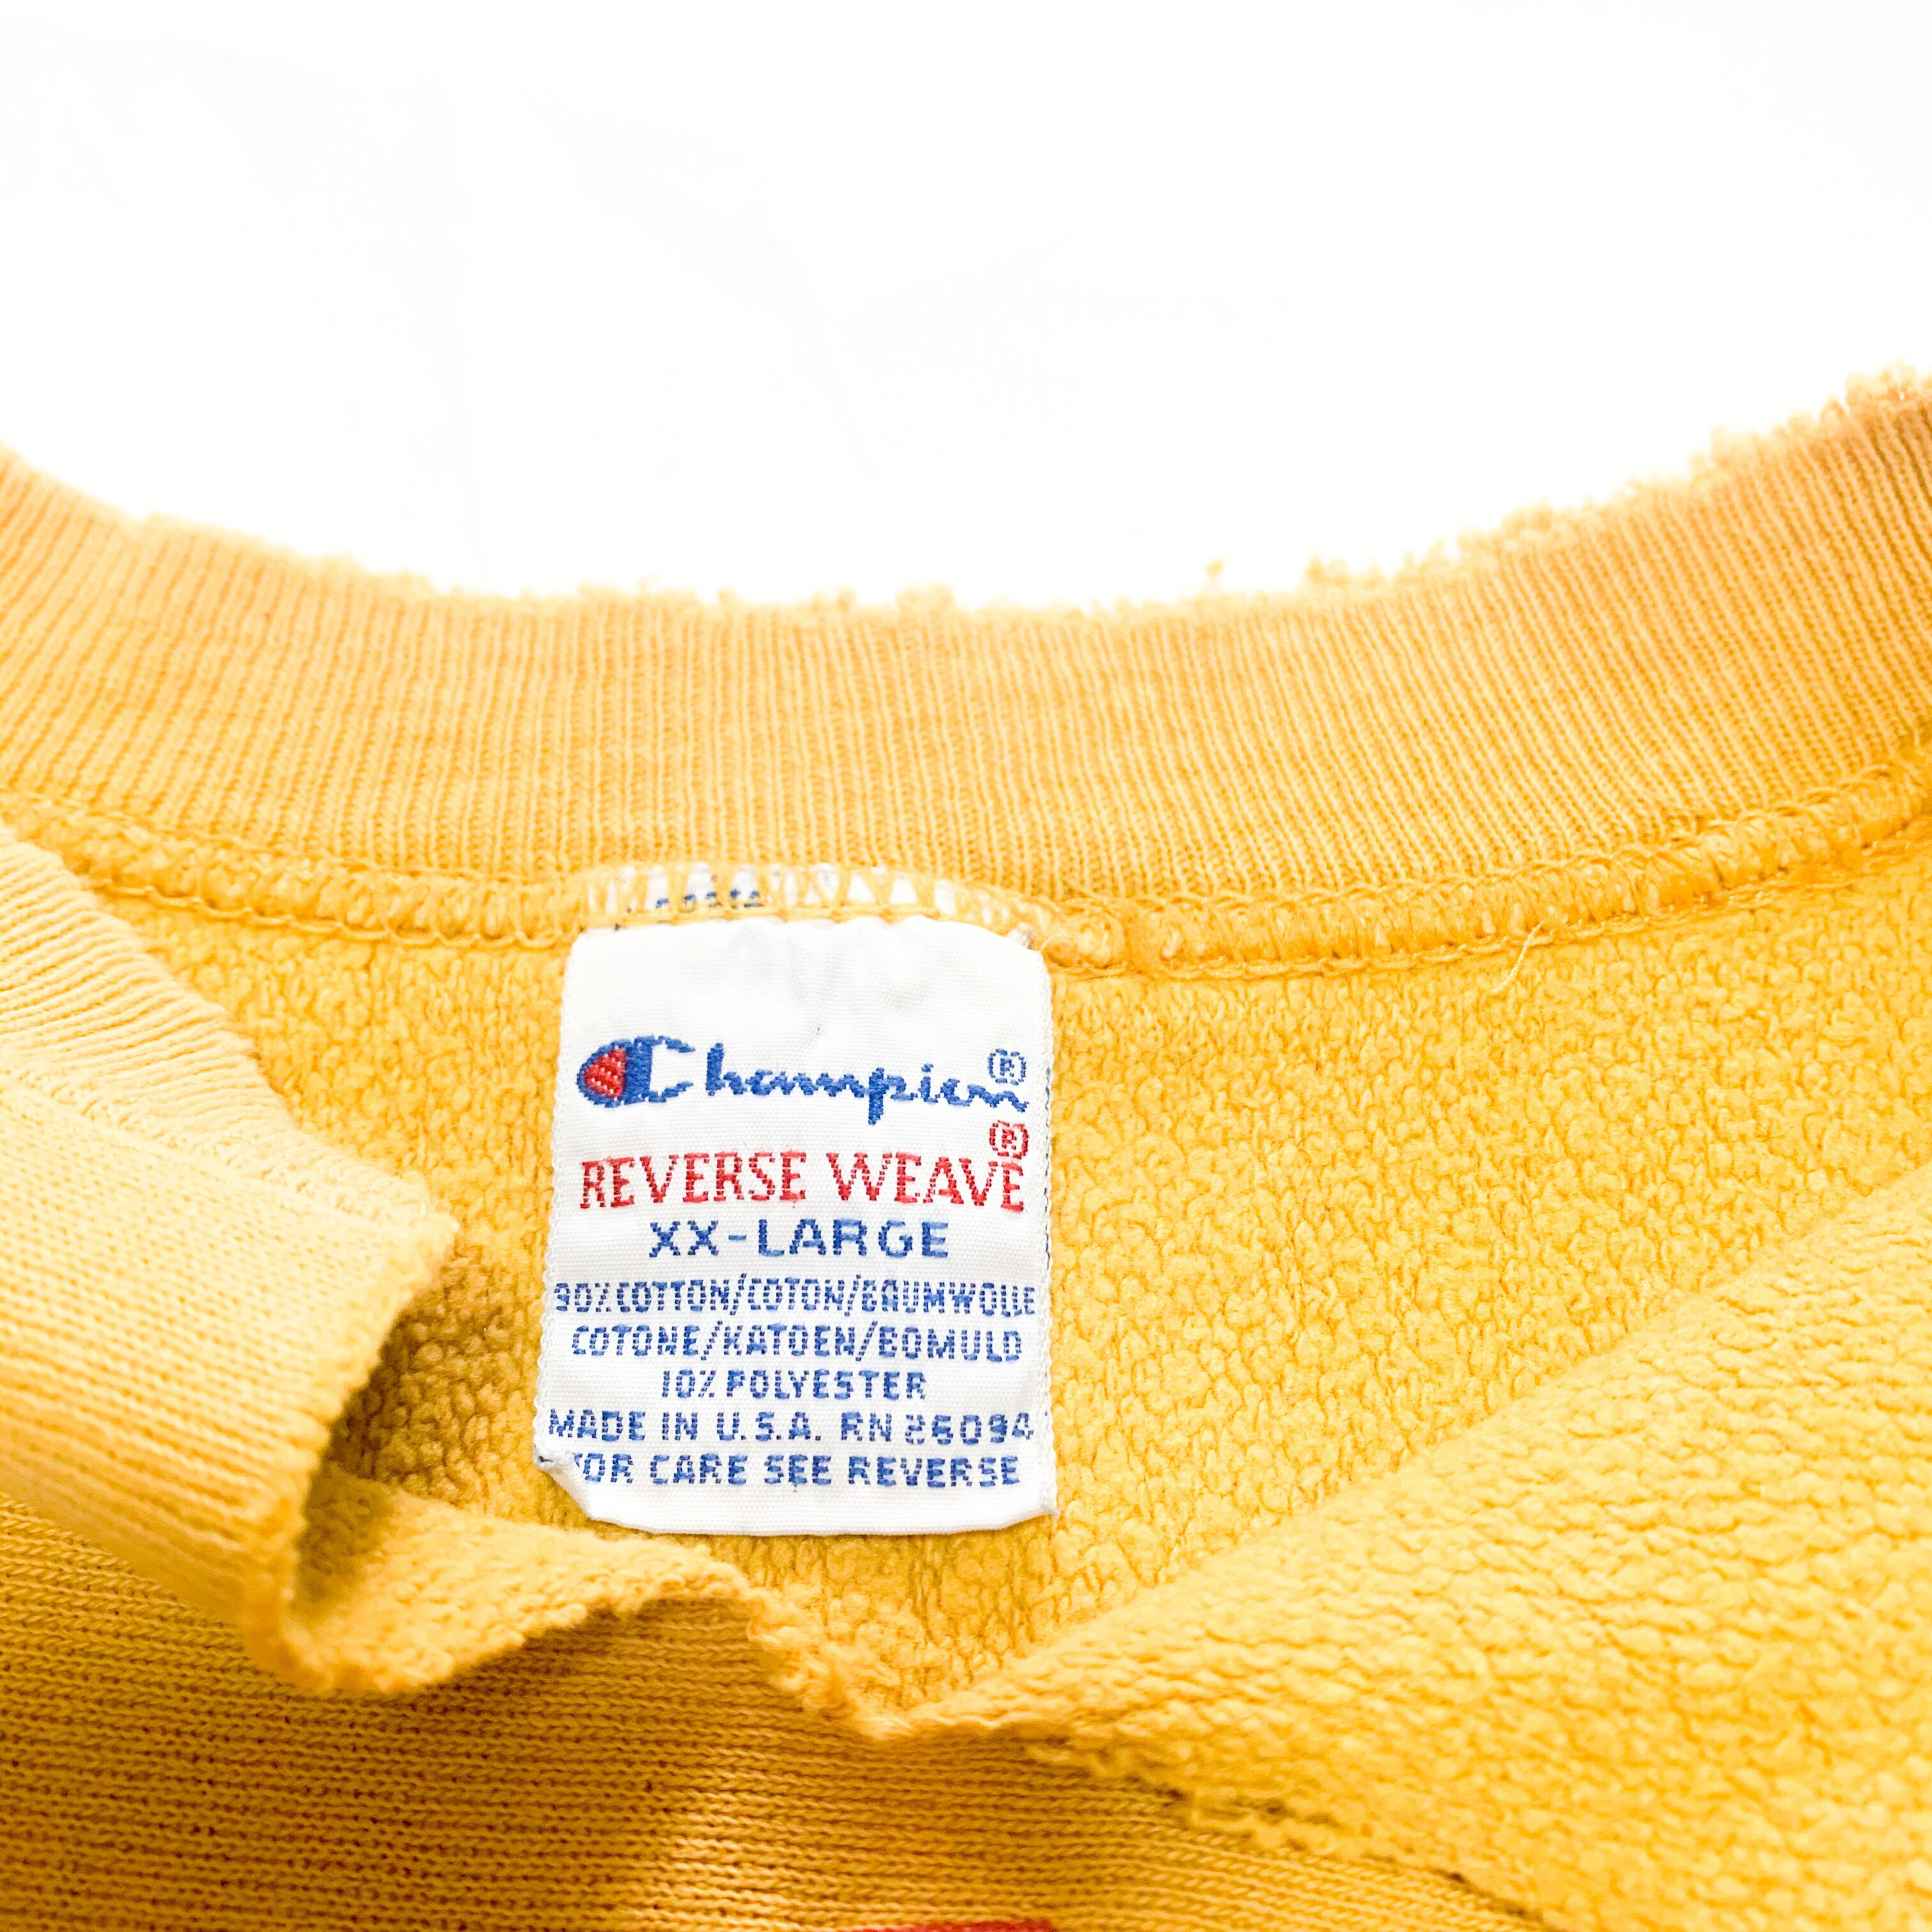 Champion®
REVERSE WEAVE®
XX-LARGE
90% COTTON/COTON/BAUMWOLLE
COTONE/KATOEN/BOMULD
10% POLYESTER
MADE IN U.S.A. RN 26094
FOR CARE SEE REVERSE